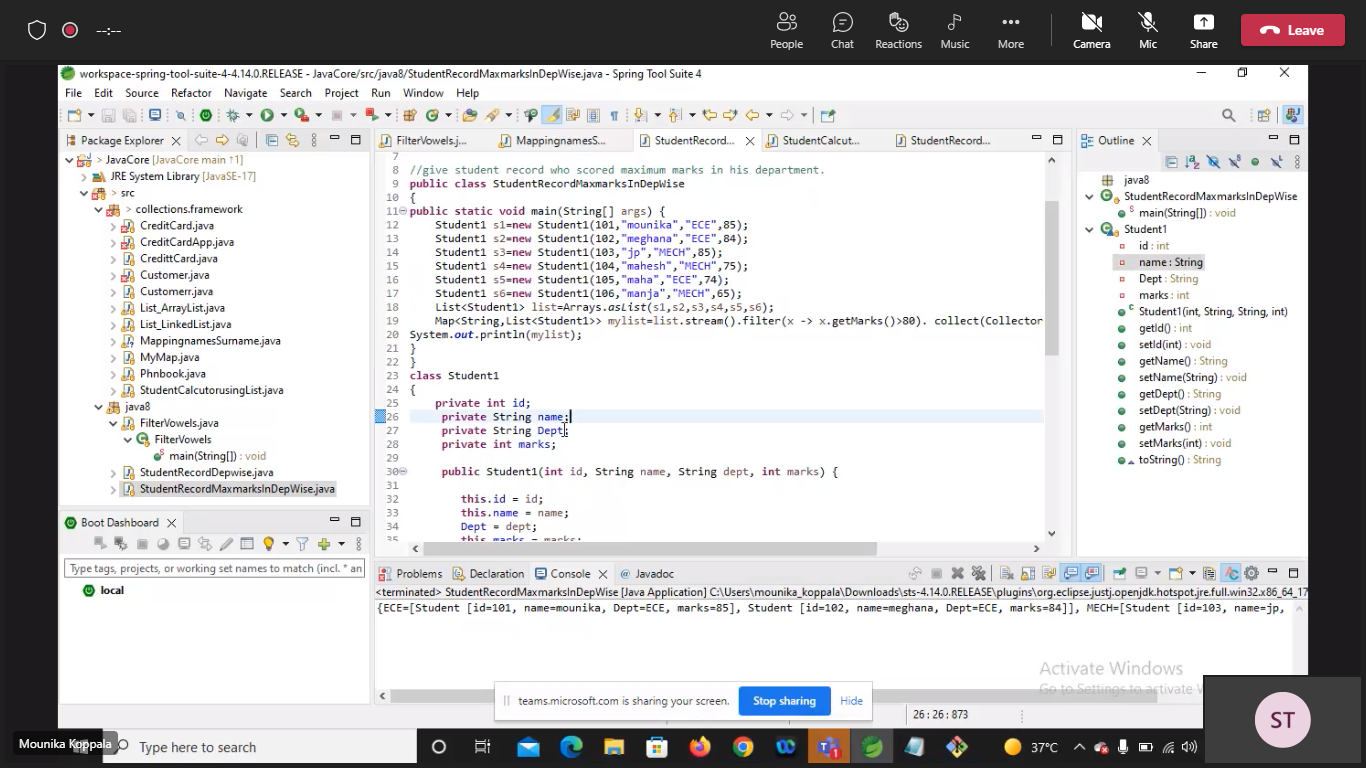 --:--
People
Chat
Reactions
Music
More
Camera
Mic
Share
Leave
workspace-spring-tool-suite-4-4.14.0.RELEASE - JavaCore/src/java8/StudentRecordMaxmarksInDepWise.java - Spring Tool Suite 4
File Edit Source Refactor Navigate Search Project Run Window Help
Package Explorer
JavaCore [JavaCore main ↑1]
JRE System Library [JavaSE-17]
src
collections.framework
CreditCard.java
CreditCardApp.java
CredittCard.java
Customer.java
Customerr.java
List_ArrayList.java
List_LinkedList.java
MappingnamesSurname.java
MyMap.java
Phnbook.java
StudentCalcutorusingList.java
java8
FilterVowels.java
FilterVowels
main(String[]) : void
StudentRecordDepwise.java
StudentRecordMaxmarksInDepWise.java
Boot Dashboard
Type tags, projects, or working set names to match (incl. * an
local
FilterVowels.j... MappingnamesS... StudentRecord... StudentCalcut... StudentRecord...
7
8 //give student record who scored maximum marks in his department.
9 public class StudentRecordMaxmarksInDepWise
10 {
11 public static void main(String[] args) {
12 Student1 s1=new Student1(101,"mounika","ECE",85);
13 Student1 s2=new Student1(102,"meghana","ECE",84);
14 Student1 s3=new Student1(103,"jp","MECH",85);
15 Student1 s4=new Student1(104,"mahesh","MECH",75);
16 Student1 s5=new Student1(105,"maha","ECE",74);
17 Student1 s6=new Student1(106,"manja","MECH",65);
18 List<Student1> list=Arrays.asList(s1,s2,s3,s4,s5,s6);
19 Map<String,List<Student1>> mylist=list.stream().filter(x -> x.getMarks()>80). collect(Collector
20 System.out.println(mylist);
21 }
22 }
23 class Student1
24 {
25 private int id;
26 private String name;
27 private String Dept;
28 private int marks;
29
30 public Student1(int id, String name, String dept, int marks) {
31
32 this.id = id;
33 this.name = name;
34 Dept = dept;
35 this.marks = marks;
Outline
java8
StudentRecordMaxmarksInDepWise
main(String[]) : void
Student1
id : int
name : String
Dept : String
marks : int
Student1(int, String, String, int)
getId() : int
setId(int) : void
getName() : String
setName(String) : void
getDept() : String
setDept(String) : void
getMarks() : int
setMarks(int) : void
toString() : String
Problems Declaration Console Javadoc
<terminated> StudentRecordMaxmarksInDepWise [Java Application] C:\Users\mounika_koppala\Downloads\sts-4.14.0.RELEASE\plugins\org.eclipse.justj.openjdk.hotspot.jre.full.win32.x86_64_17
{ECE=[Student [id=101, name=mounika, Dept=ECE, marks=85], Student [id=102, name=meghana, Dept=ECE, marks=84]], MECH=[Student [id=103, name=jp,
Activate Windows
Go to Settings to activate W
teams.microsoft.com is sharing your screen. Stop sharing Hide
26 : 26 : 873
ST
Mounika Koppala
Type here to search
37°C